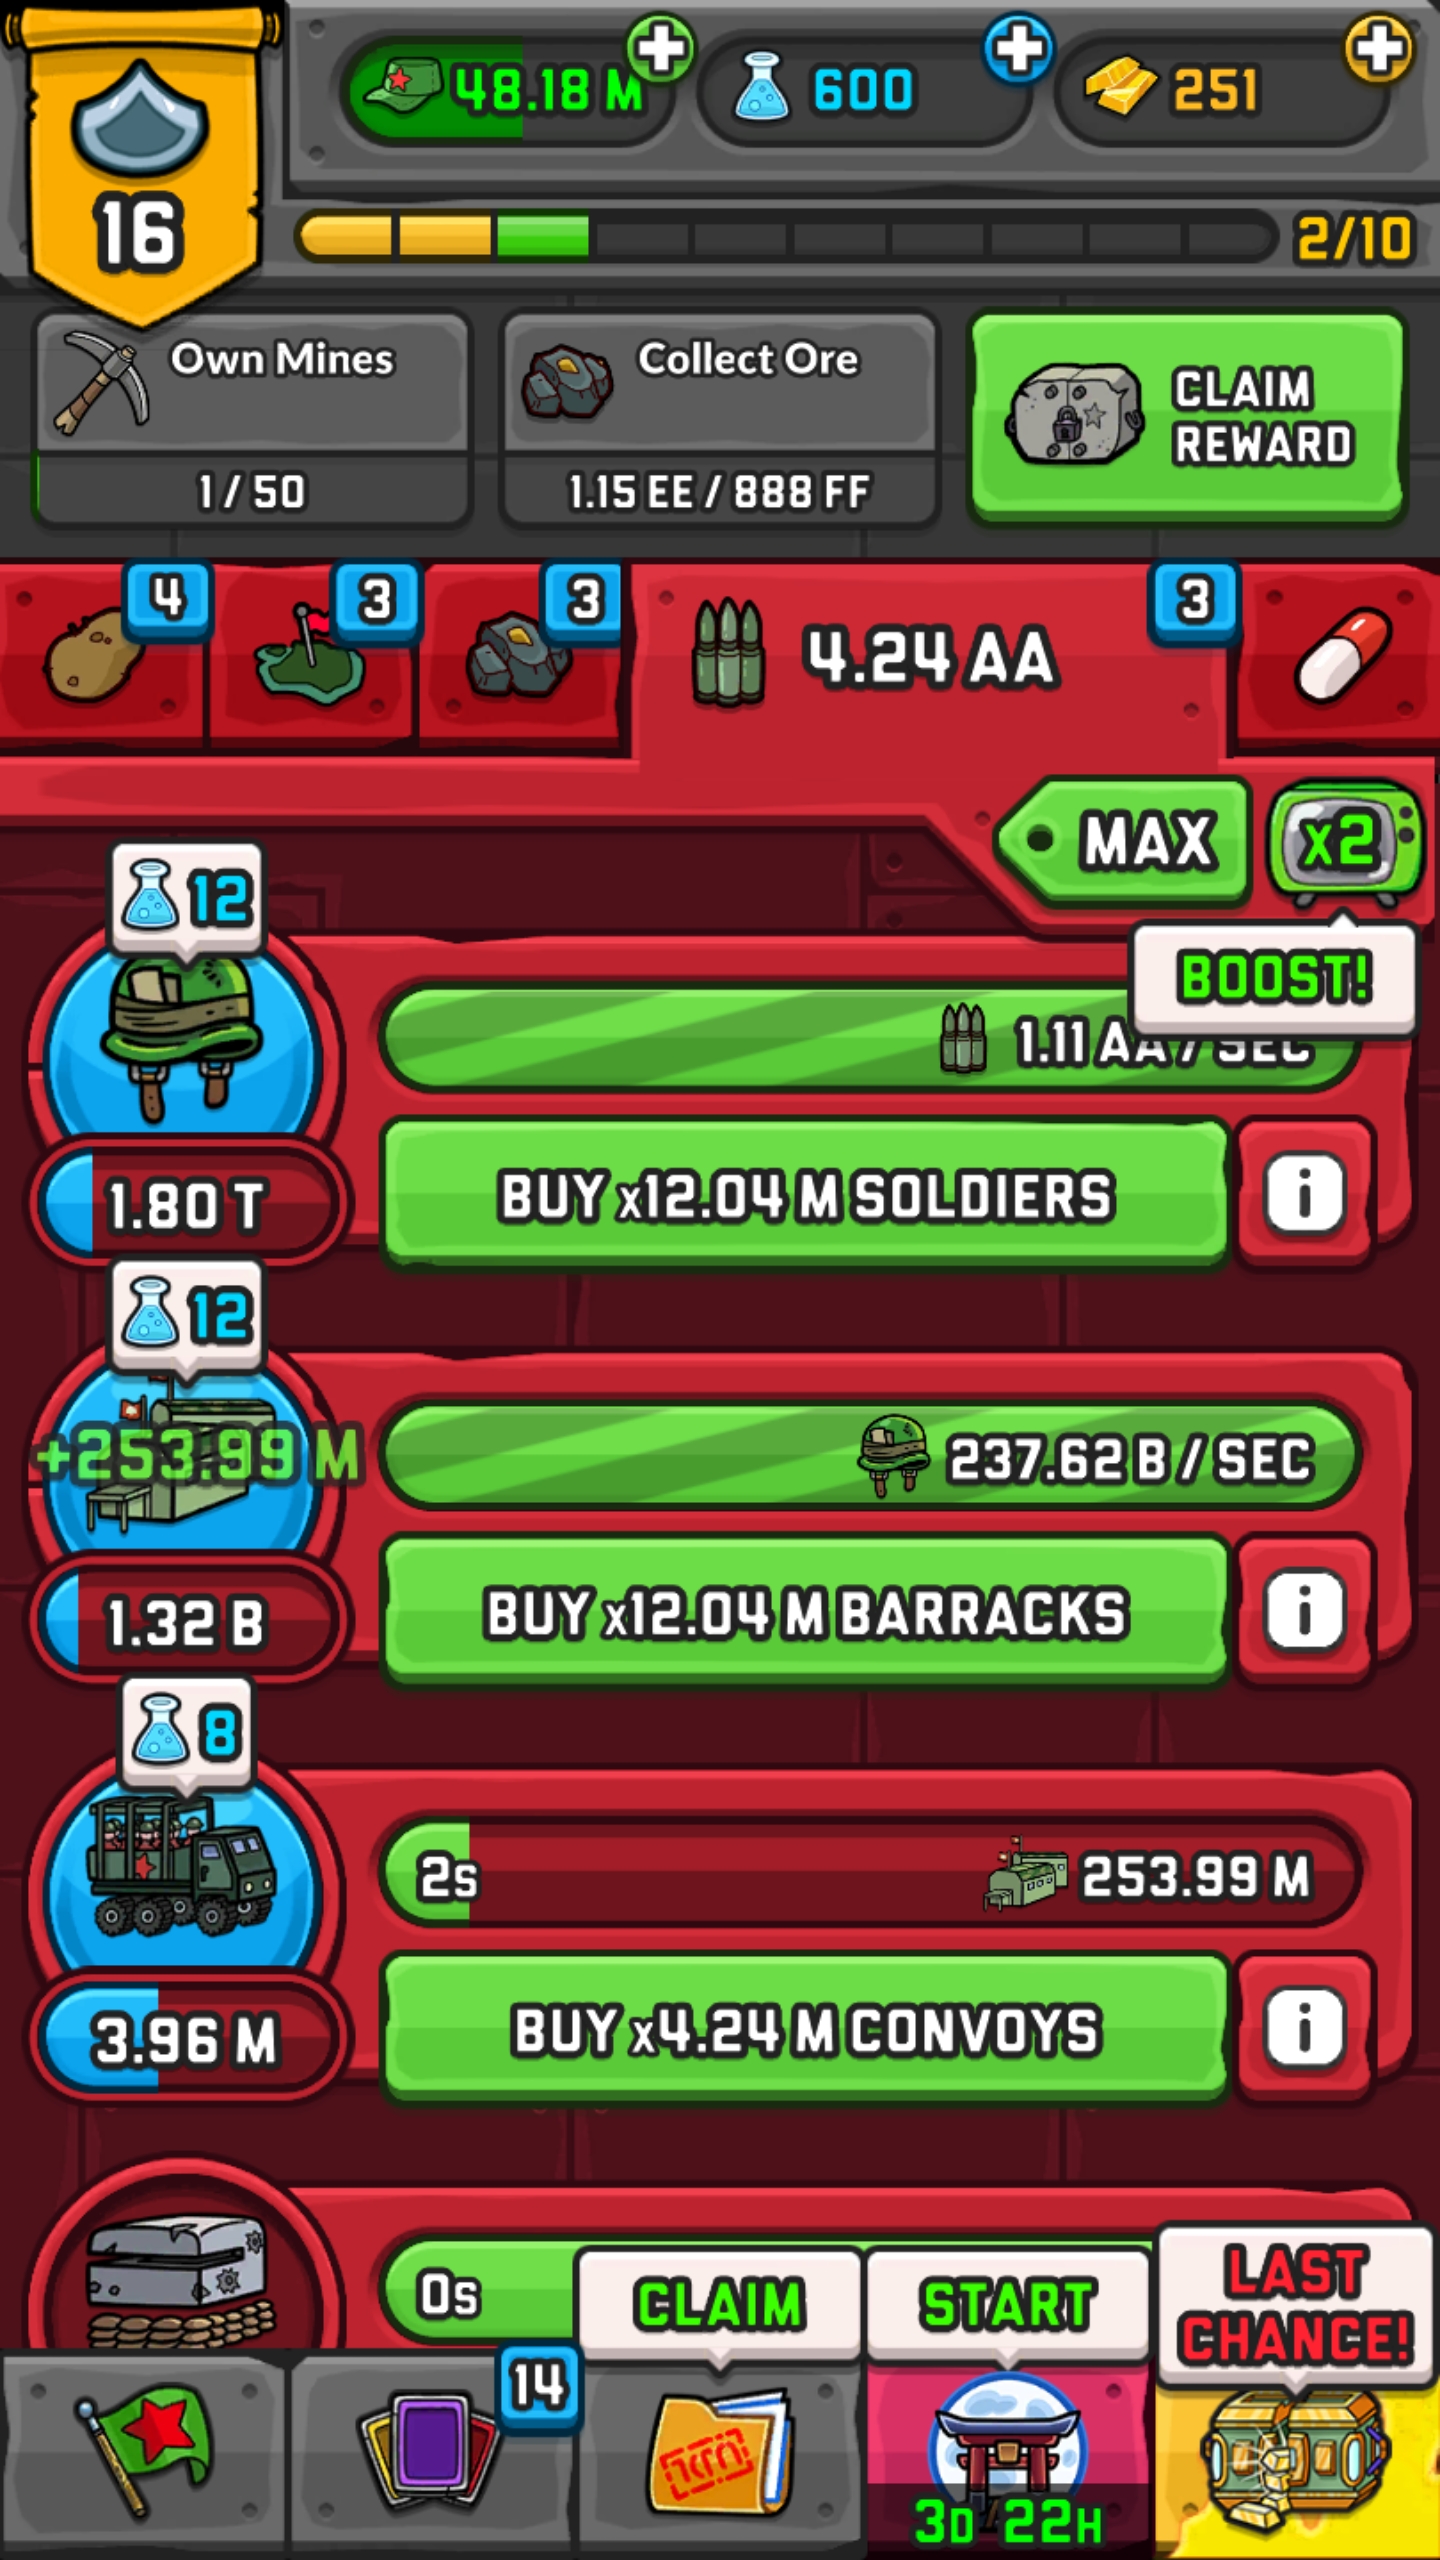 48.18 M
600
251
16
2/10
Own Mines
Collect Ore
CLAIM
REWARD
1 / 50
1.15 EE / 888 FF
4
3
3
4.24 AA
3
MAX
x2
BOOST!
12
1.11 AA / SEC
BUY x12.04 M SOLDIERS
i
1.80 T
12
+253.99 M
237.62 B / SEC
BUY x12.04 M BARRACKS
i
1.32 B
8
2s
253.99 M
BUY x4.24 M CONVOYS
i
3.96 M
0s
CLAIM
START
LAST
CHANCE!
14
3D 22H